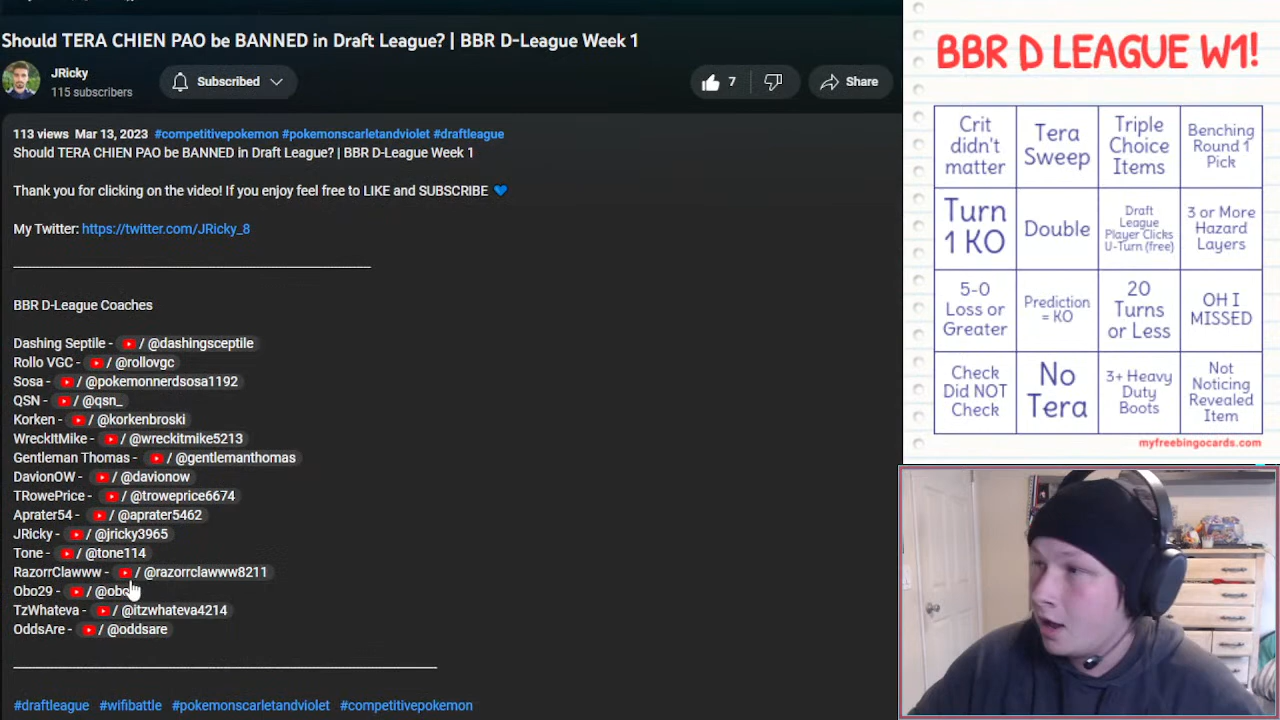 Should TERA CHIEN PAO be BANNED in Draft League? | BBR D-League Week 1
JRicky
115 subscribers
Subscribed
7
Share
113 views Mar 13, 2023 #competitivepokemon #pokemonscarletandviolet #draftleague
Should TERA CHIEN PAO be BANNED in Draft League? | BBR D-League Week 1
Thank you for clicking on the video! If you enjoy feel free to LIKE and SUBSCRIBE 💙
My Twitter: https://twitter.com/JRicky_8
BBR D-League Coaches
Dashing Septile - / @dashingsceptile
Rollo VGC - / @rollovgc
Sosa - / @pokemonnerdsosa1192
QSN - / @qsn_
Korken - / @korkenbroski
WreckItMike - / @wreckitmike5213
Gentleman Thomas - / @gentlemanthomas
DavionOW - / @davionow
TRowePrice - / @troweprice6674
Aprater54 - / @aprater5462
JRicky - / @jricky3965
Tone - / @tone114
RazorrClawww - / @razorrclawww8211
Obo29 - /
TzWhateva - / @itzwhateva4214
OddsAre - / @oddsare
#draftleague #wifibattle #pokemonscarletandviolet #competitivepokemon
BBR D LEAGUE W1!
Crit
didn't
matter
Tera
Sweep
Triple
Choice
Items
Benching
Round 1
Pick
Turn
1 KO
Double
Draft
League
Player Clicks
U-Turn (free)
3 or More
Hazard
Layers
5-0
Loss or
Greater
Prediction
= KO
20
Turns
or Less
OH I
MISSED
Check
Did NOT
Check
No
Tera
3+ Heavy
Duty
Boots
Not
Noticing
Revealed
Item
myfreebingocards.com